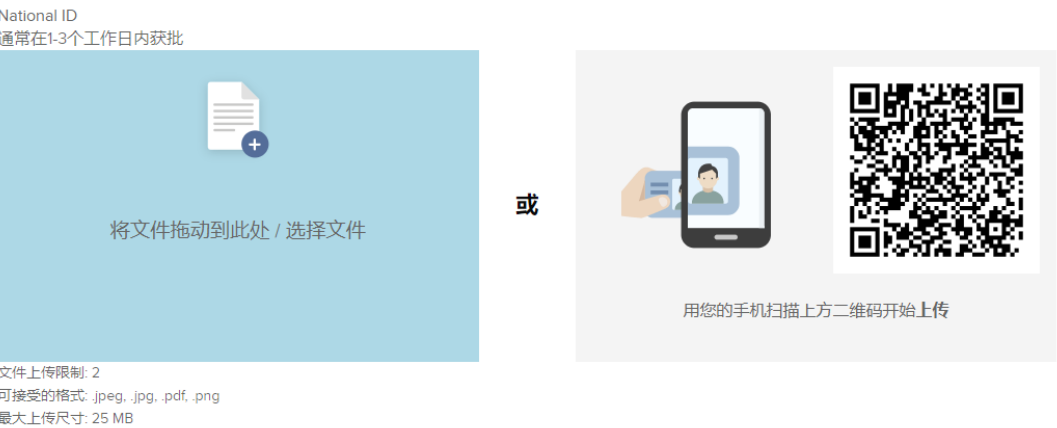 National ID
通常在1-3个工作日内获批
将文件拖动到此处 / 选择文件
或
用您的手机扫描上方二维码开始上传
文件上传限制: 2
可接受的格式: .jpeg, .jpg, .pdf, .png
最大上传尺寸: 25 MB